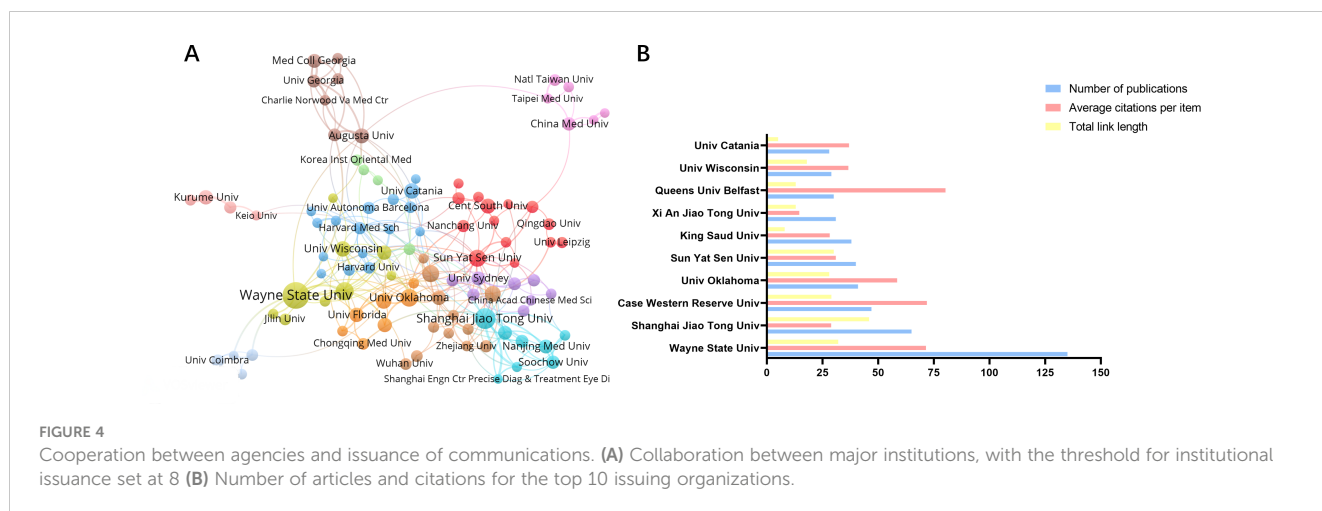 A
Med Coll Georgia
Univ Georgia
Charlie Norwood Va Med Ctr
Augusta Univ
Korea Inst Oriental Med
Natl Taiwan Univ
Taipei Med Univ
China Med Univ
Kurume Univ
Keio Univ
Univ Catania
Univ Autonoma Barcelona
Harvard Med Sch
Cent South Univ
Nanchang Univ
Qingdao Univ
Univ Leipzig
Univ Wisconsin
Harvard Univ
Sun Yat Sen Univ
Univ Sydney
Wayne State Univ
Univ Oklahoma
China Acad Chinese Med Sci
Jilin Univ
Univ Florida
Shanghai Jiao Tong Univ
Chongqing Med Univ
Zhejiang Univ
Nanjing Med Univ
Univ Coimbra
Wuhan Univ
Soochow Univ
Shanghai Engn Ctr Precise Diag & Treatment Eye Di
B
Number of publications
Average citations per item
Total link length
Univ Catania
Univ Wisconsin
Queens Univ Belfast
Xi An Jiao Tong Univ
King Saud Univ
Sun Yat Sen Univ
Univ Oklahoma
Case Western Reserve Univ
Shanghai Jiao Tong Univ
Wayne State Univ
0 25 50 75 100 125 150
FIGURE 4
Cooperation between agencies and issuance of communications. (A) Collaboration between major institutions, with the threshold for institutional
issuance set at 8 (B) Number of articles and citations for the top 10 issuing organizations.